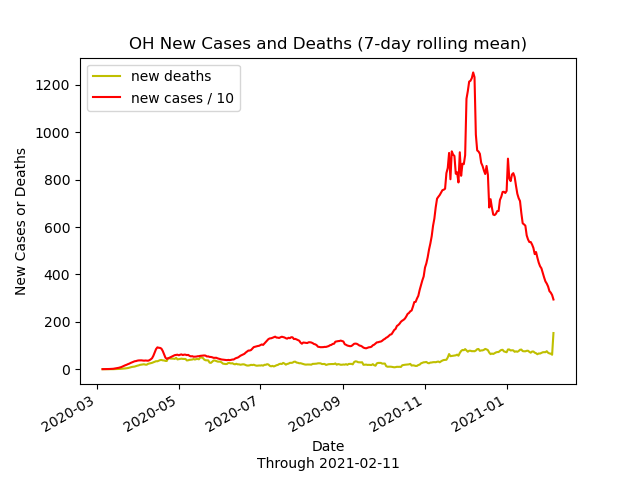 OH New Cases and Deaths (7-day rolling mean)
new deaths
new cases / 10
New Cases or Deaths
1200
1000
800
600
400
200
0
2020-03
2020-05
2020-07
2020-09
2020-11
2021-01
Date
Through 2021-02-11